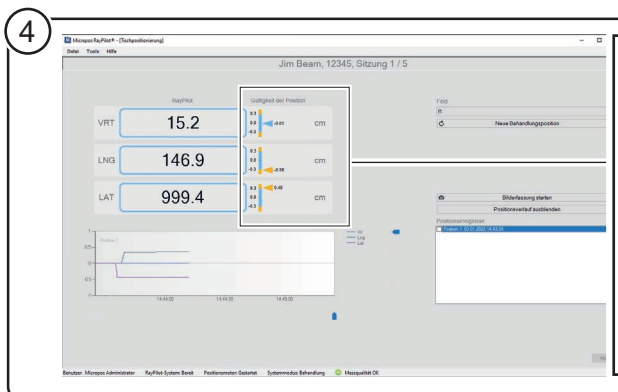 4
Micropos RayPilot® - [Tischpositionierung]
Datei Tools Hilfe
Jim Beam, 12345, Sitzung 1 / 5
RayPilot Gültigkeit der Position
VRT 15.2 0.3 0.0 -0.3 -0.01 cm
LNG 146.9 0.3 0.0 -0.3 -0.35 cm
LAT 999.4 0.3 0.0 -0.3 0.45 cm
Feld
Neue Behandlungsposition
Bilderfassung starten
Positionsverlauf ausblenden
Positionsereignisse
Position 1, 03.01.2022 14:43:24
Position 1
Vrt
Lng
Lat
14:44:00 14:44:30 14:45:00
Benutzer: Micropos Administrator RayPilot-System: Bereit Positionsmoten: Gestartet Systemmodus: Behandlung Messqualität OK